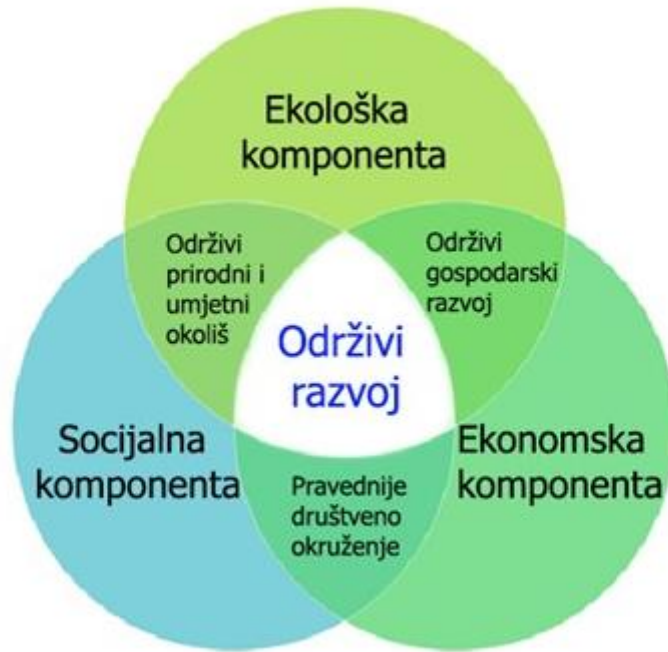 Ekološka
komponenta
Održivi
prirodni i
umjetni
okoliš
Održivi
gospodarski
razvoj
Održivi
razvoj
Socijalna
komponenta
Ekonomska
komponenta
Pravednije
društveno
okruženje